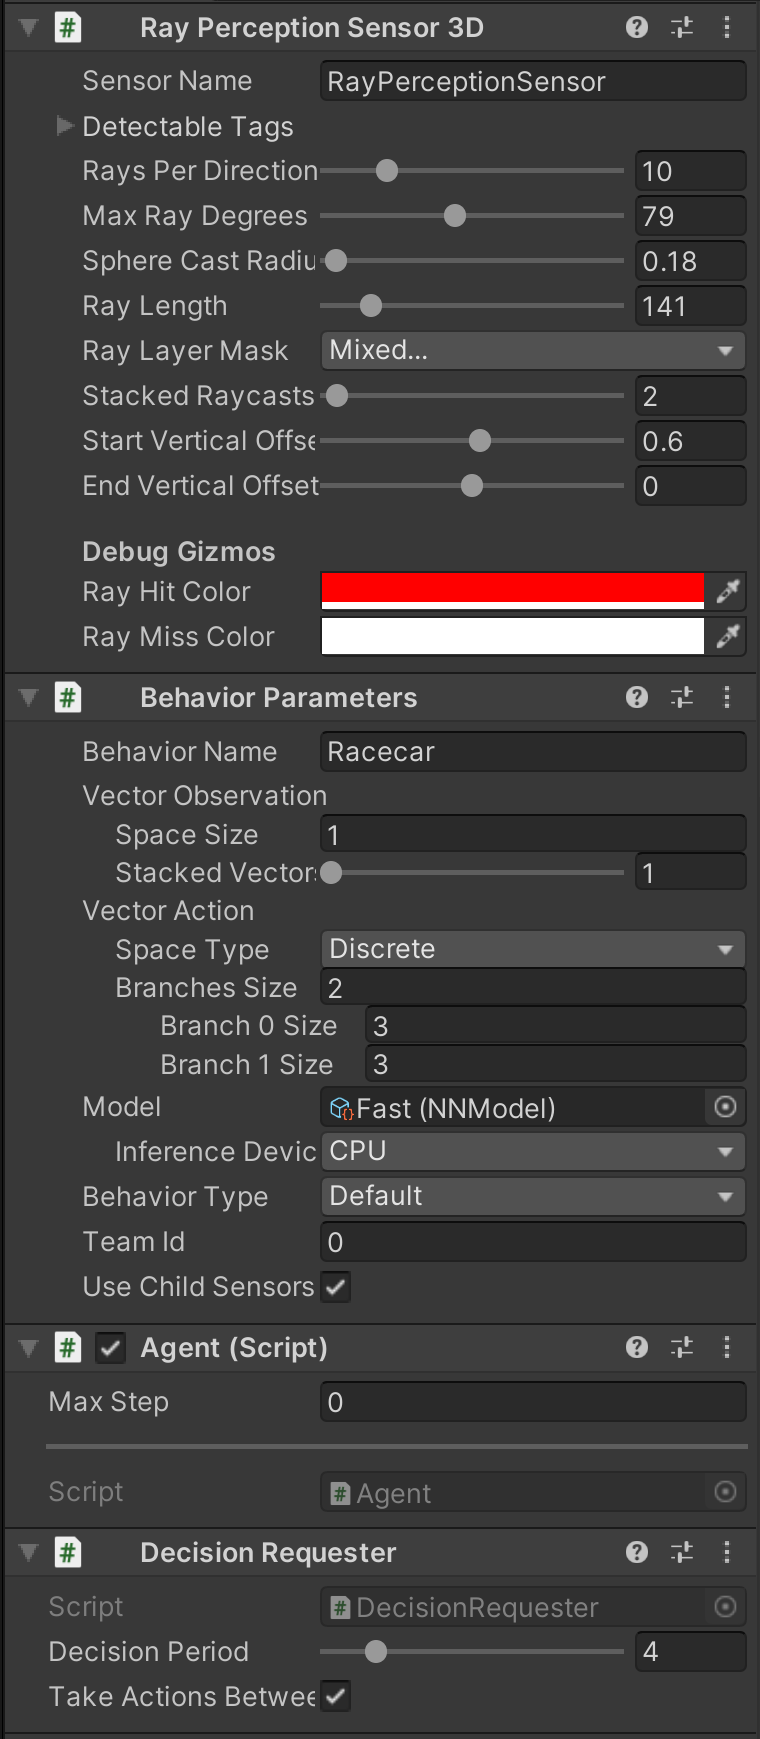 Ray Perception Sensor 3D
Sensor Name RayPerceptionSensor
Detectable Tags
Rays Per Direction 10
Max Ray Degrees 79
Sphere Cast Radiu 0.18
Ray Length 141
Ray Layer Mask Mixed...
Stacked Raycasts 2
Start Vertical Offse 0.6
End Vertical Offset 0
Debug Gizmos
Ray Hit Color
Ray Miss Color
Behavior Parameters
Behavior Name Racecar
Vector Observation
Space Size 1
Stacked Vectors 1
Vector Action
Space Type Discrete
Branches Size 2
Branch 0 Size 3
Branch 1 Size 3
Model Fast (NNModel)
Inference Devic CPU
Behavior Type Default
Team Id 0
Use Child Sensors
Agent (Script)
Max Step 0
Script Agent
Decision Requester
Script DecisionRequester
Decision Period 4
Take Actions Betwee